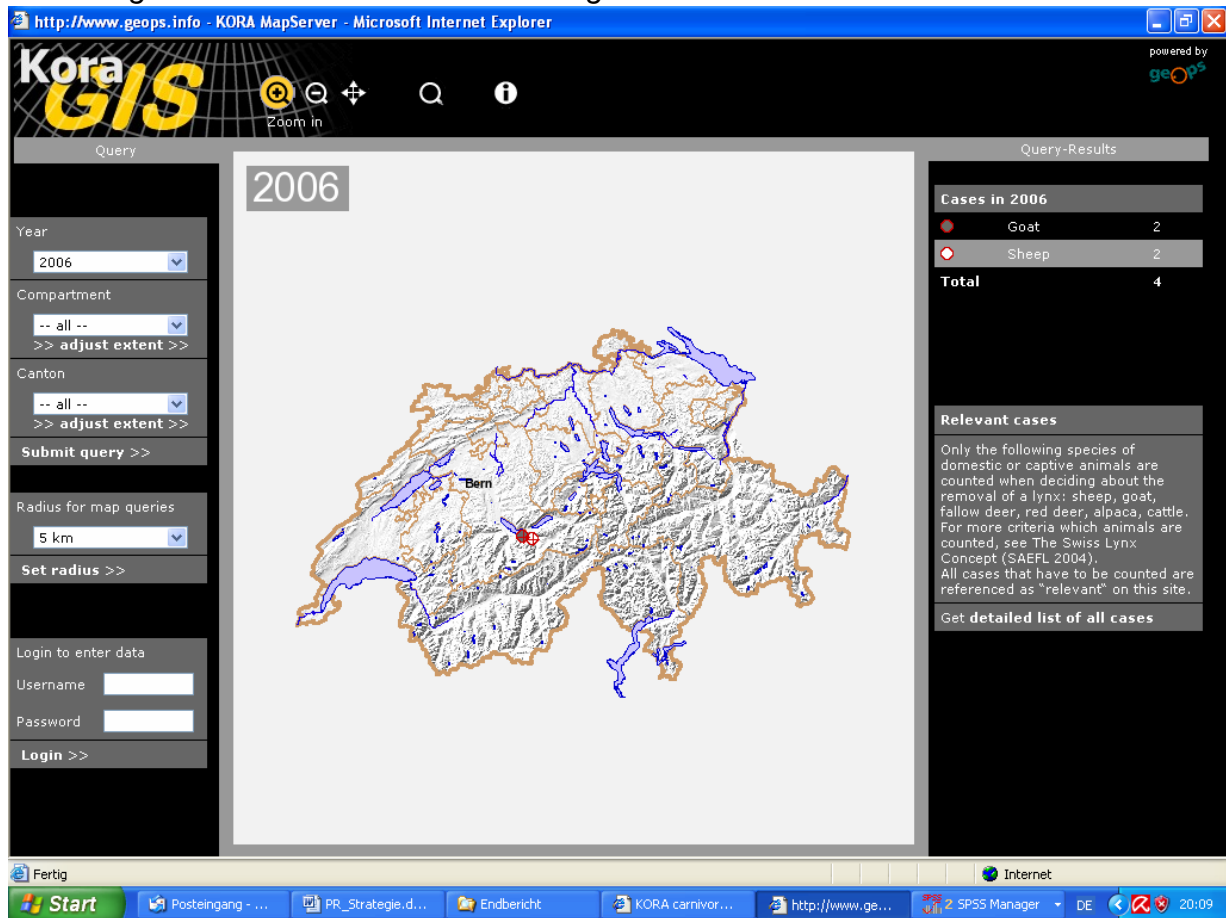 http://www.geops.info - KORA MapServer - Microsoft Internet Explorer
Kora
GIS
Zoom in
powered by
geops
Query
Query-Results
2006
Year
2006
Compartment
-- all --
>> adjust extent >>
Canton
-- all --
>> adjust extent >>
Submit query >>
Radius for map queries
5 km
Set radius >>
Login to enter data
Username
Password
Login >>
Bern
Cases in 2006
Goat 2
Sheep 2
Total 4
Relevant cases
Only the following species of
domestic or captive animals are
counted when deciding about the
removal of a lynx: sheep, goat,
fallow deer, red deer, alpaca, cattle.
For more criteria which animals are
counted, see The Swiss Lynx
Concept (SAEFL 2004).
All cases that have to be counted are
referenced as "relevant" on this site.
Get detailed list of all cases
Fertig
Internet
Start
Posteingang - ...
PR_Strategie.d...
Endbericht
KORA carnivor...
http://www.ge...
2 SPSS Manager
DE
20:09